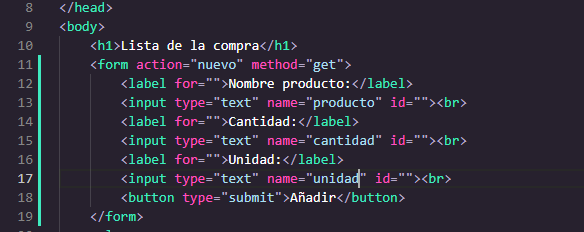 8 </head>
9 <body>
10 <h1>Lista de la compra</h1>
11 <form action="nuevo" method="get">
12 <label for="">Nombre producto:</label>
13 <input type="text" name="producto" id=""><br>
14 <label for="">Cantidad:</label>
15 <input type="text" name="cantidad" id=""><br>
16 <label for="">Unidad:</label>
17 <input type="text" name="unidad" id=""><br>
18 <button type="submit">Añadir</button>
19 </form>